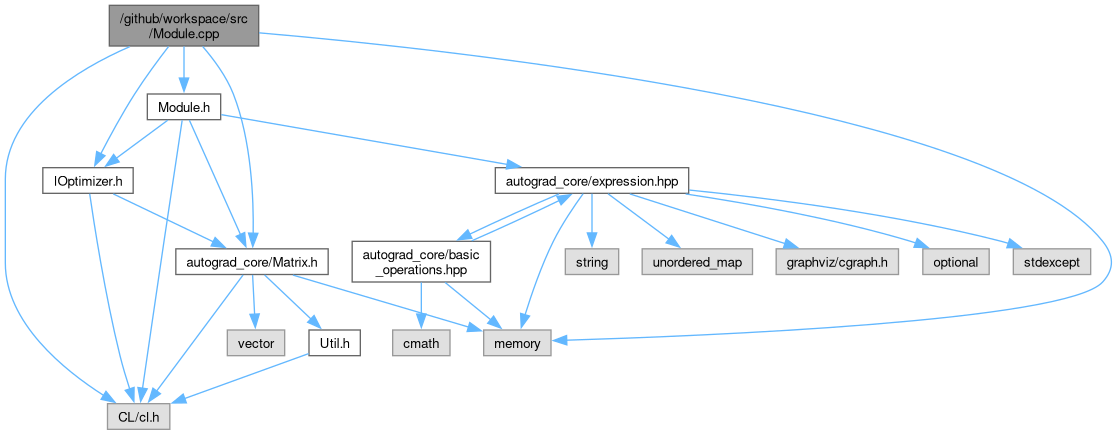 /github/workspace/src
/Module.cpp
Module.h
IOptimizer.h
autograd_core/expression.hpp
autograd_core/Matrix.h
autograd_core/basic
_operations.hpp
string
unordered_map
graphviz/cgraph.h
optional
stdexcept
vector
Util.h
cmath
memory
CL/cl.h